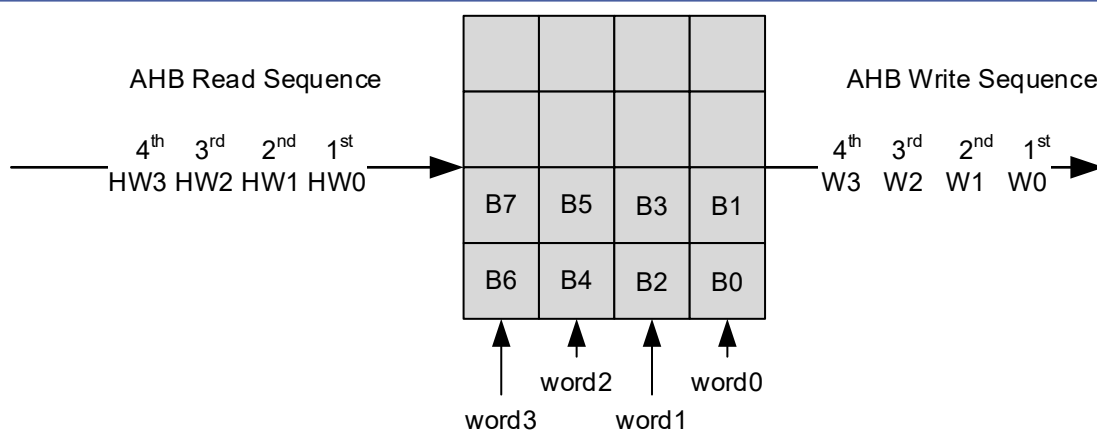 AHB Read Sequence
AHB Write Sequence
4th 3rd 2nd 1st
HW3 HW2 HW1 HW0
4th 3rd 2nd 1st
W3 W2 W1 W0
B7 B5 B3 B1
B6 B4 B2 B0
word2 word0
word3 word1